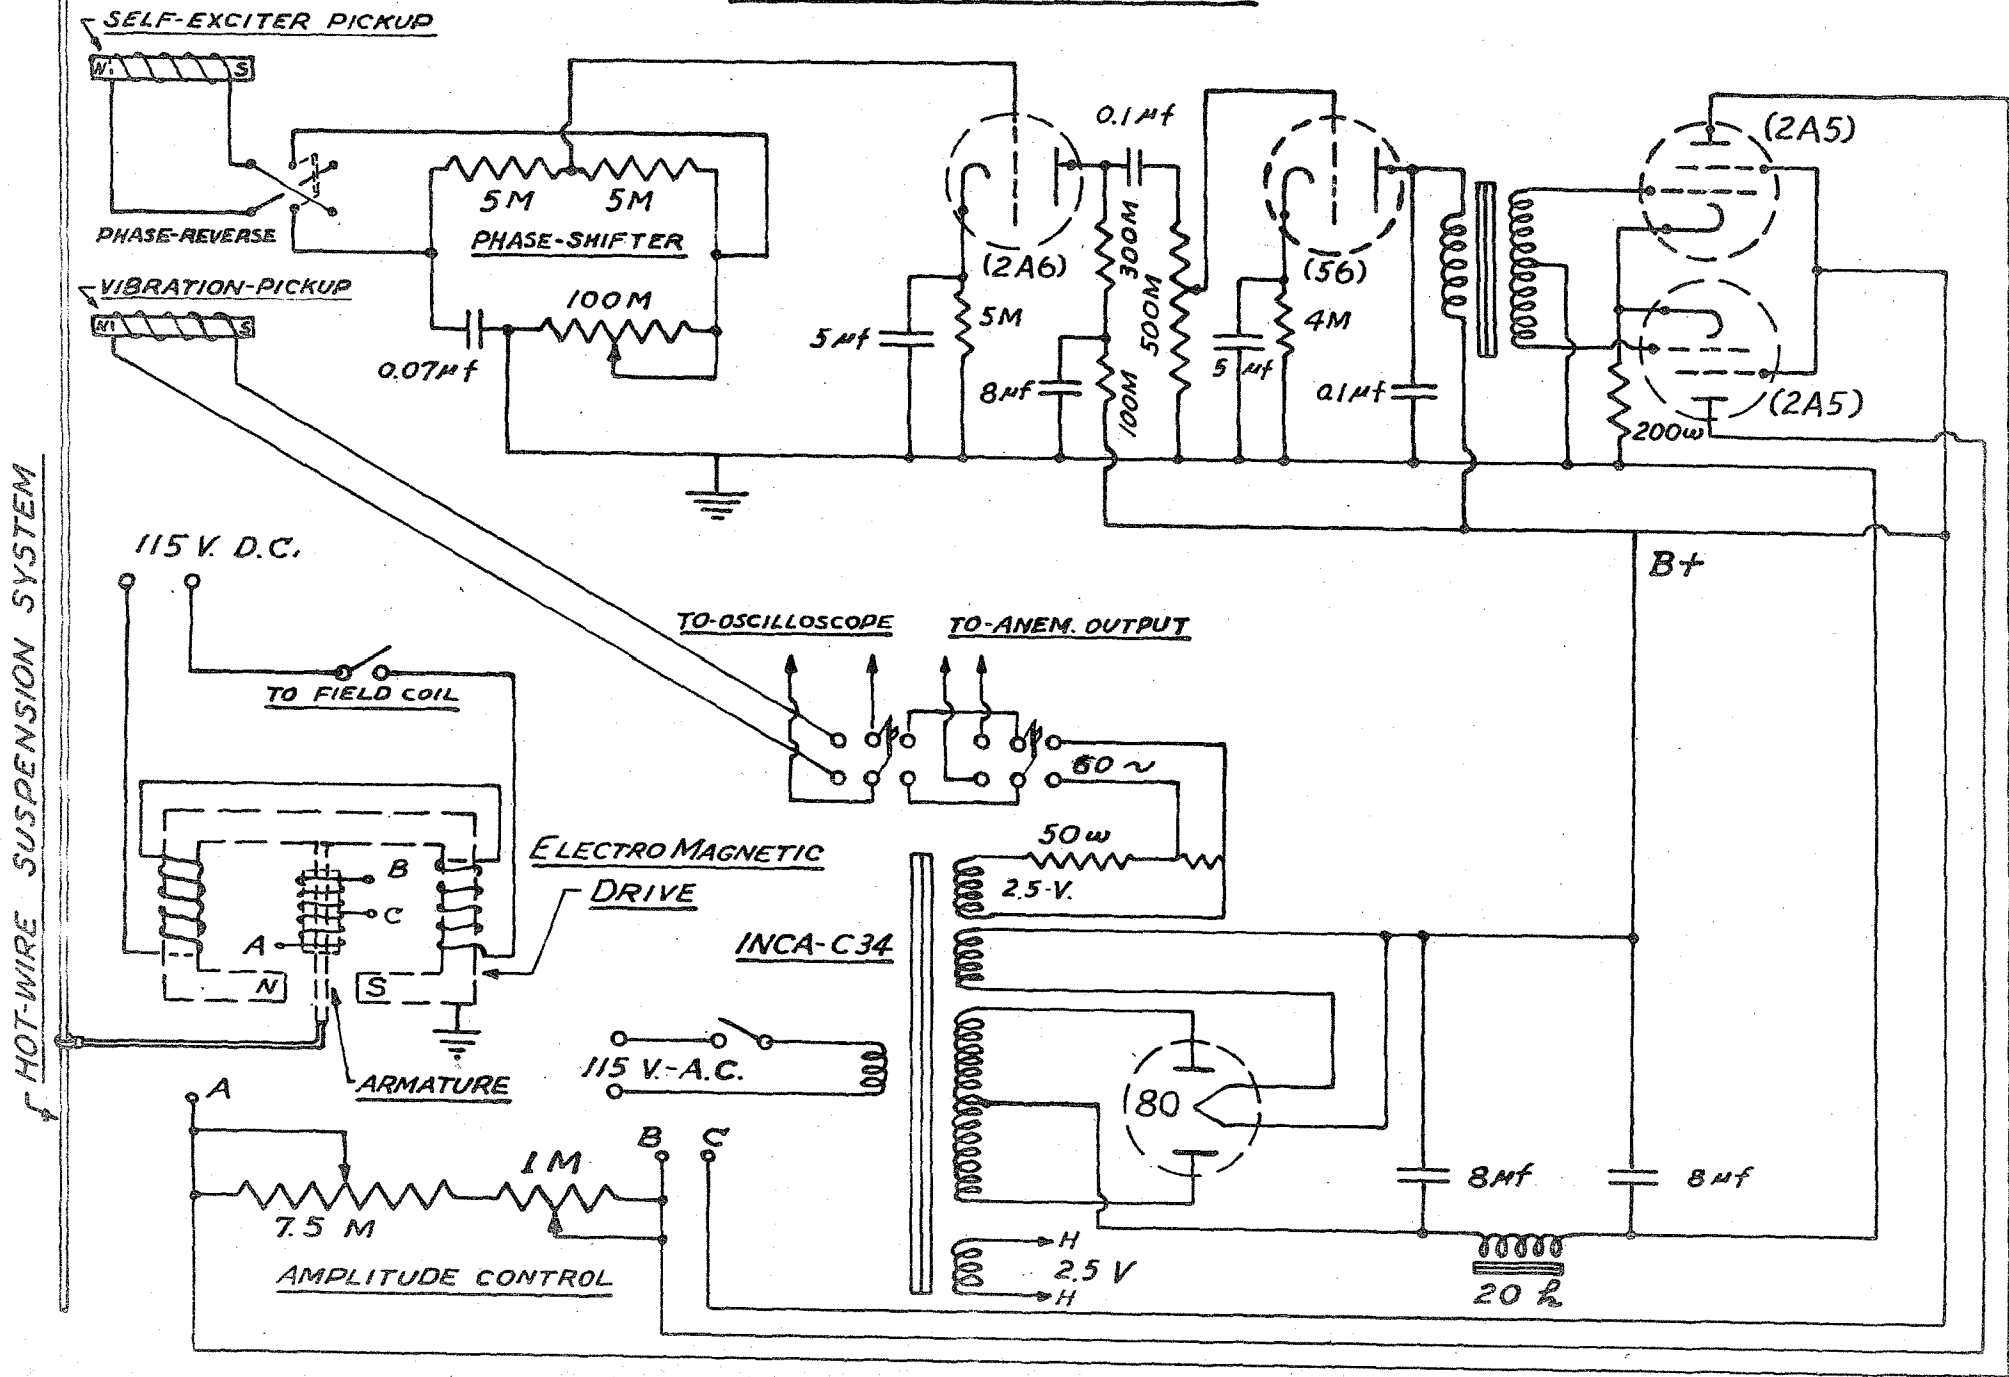 SELF-EXCITER PICKUP
N S
PHASE-REVERSE
VIBRATION-PICKUP
N S
5M 5M
PHASE-SHIFTER
100M
0.07μf
(2A6)
5μf
5M
0.1μf
300M
500M
8μf
100M
(56)
5μf
4M
0.1μf
(2A5)
(2A5)
200ω
B+
HOT-WIRE SUSPENSION SYSTEM
115 V. D.C.
TO FIELD COIL
TO-OSCILLOSCOPE
TO-ANEM. OUTPUT
60 ~
50ω
2.5-V.
ELECTRO MAGNETIC
DRIVE
B
C
A
N S
ARMATURE
INCA-C34
115 V.-A.C.
80
8μf
8μf
20 h
H
2.5 V
H
A
B C
1M
7.5 M
AMPLITUDE CONTROL